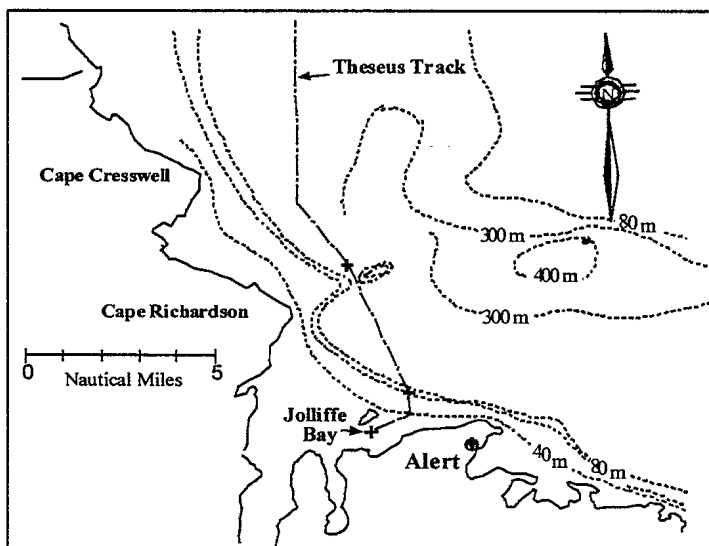 Theseus Track
N
Cape Cresswell
80 m
300 m
400 m
Cape Richardson
300 m
0
5
Nautical Miles
Jolliffe
Bay
Alert
40 m
80 m